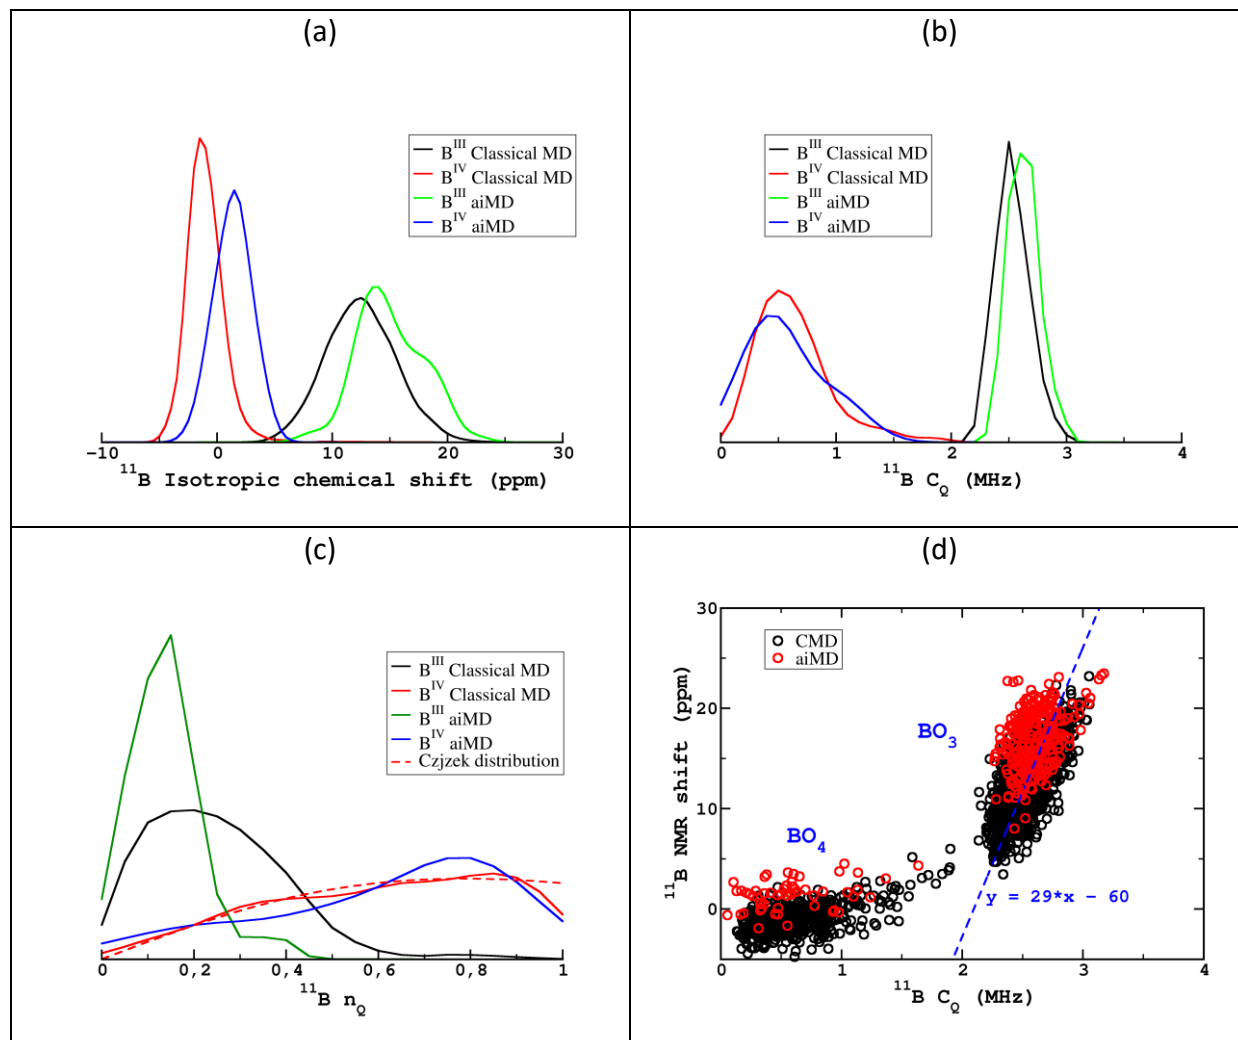 (a)
B^III Classical MD
B^IV Classical MD
B^III aiMD
B^IV aiMD
−10 0 10 20 30
11B Isotropic chemical shift (ppm)
(b)
B^III Classical MD
B^IV Classical MD
B^III aiMD
B^IV aiMD
0 1 2 3 4
11B C_Q (MHz)
(c)
B^III Classical MD
B^IV Classical MD
B^III aiMD
B^IV aiMD
Czjzek distribution
0 0,2 0,4 0,6 0,8 1
11B n_Q
(d)
30
20
10
0
11B NMR shift (ppm)
CMD
aiMD
BO_3
BO_4
y = 29*x − 60
0 1 2 3 4
11B C_Q (MHz)